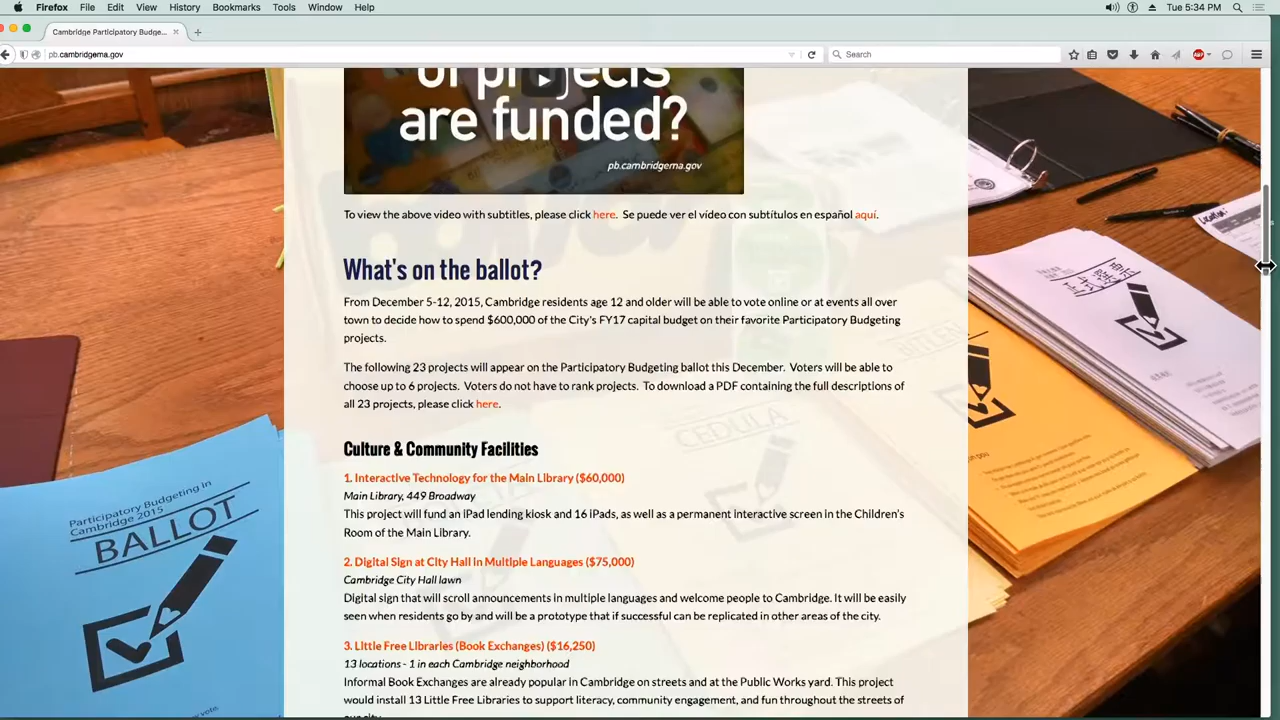 Firefox File Edit View History Bookmarks Tools Window Help Tue 5:34 PM
Cambridge Participatory Budge...
pb.cambridgema.gov Search
of projects
are funded?
pb.cambridgema.gov
To view the above video with subtitles, please click here. Se puede ver el vídeo con subtítulos en español aquí.
What's on the ballot?
From December 5-12, 2015, Cambridge residents age 12 and older will be able to vote online or at events all over
town to decide how to spend $600,000 of the City's FY17 capital budget on their favorite Participatory Budgeting
projects.
The following 23 projects will appear on the Participatory Budgeting ballot this December. Voters will be able to
choose up to 6 projects. Voters do not have to rank projects. To download a PDF containing the full descriptions of
all 23 projects, please click here.
Culture & Community Facilities
1. Interactive Technology for the Main Library ($60,000)
Main Library, 449 Broadway
This project will fund an iPad lending kiosk and 16 iPads, as well as a permanent interactive screen in the Children's
Room of the Main Library.
2. Digital Sign at City Hall in Multiple Languages ($75,000)
Cambridge City Hall lawn
Digital sign that will scroll announcements in multiple languages and welcome people to Cambridge. It will be easily
seen when residents go by and will be a prototype that if successful can be replicated in other areas of the city.
3. Little Free Libraries (Book Exchanges) ($16,250)
13 locations - 1 in each Cambridge neighborhood
Informal Book Exchanges are already popular in Cambridge on streets and at the Public Works yard. This project
would install 13 Little Free Libraries to support literacy, community engagement, and fun throughout the streets of
our city.
Participatory Budgeting in
Cambridge 2015
BALLOT
CEDULA
正式選票